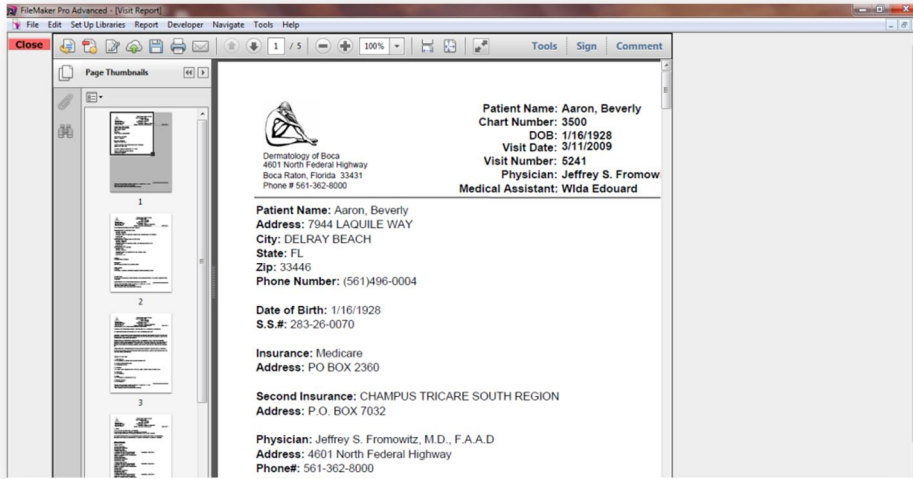 FileMaker Pro Advanced - [Visit Report]
File Edit Set Up Libraries Report Developer Navigate Tools Help
Close
1 / 5 100% Tools Sign Comment
Page Thumbnails
1
2
3
Dermatology of Boca
4601 North Federal Highway
Boca Raton, Florida 33431
Phone # 561-362-8000
Patient Name: Aaron, Beverly
Chart Number: 3500
DOB: 1/16/1928
Visit Date: 3/11/2009
Visit Number: 5241
Physician: Jeffrey S. Fromow
Medical Assistant: Wlda Edouard
Patient Name: Aaron, Beverly
Address: 7944 LAQUILE WAY
City: DELRAY BEACH
State: FL
Zip: 33446
Phone Number: (561)496-0004
Date of Birth: 1/16/1928
S.S.#: 283-26-0070
Insurance: Medicare
Address: PO BOX 2360
Second Insurance: CHAMPUS TRICARE SOUTH REGION
Address: P.O. BOX 7032
Physician: Jeffrey S. Fromowitz, M.D., F.A.A.D
Address: 4601 North Federal Highway
Phone#: 561-362-8000